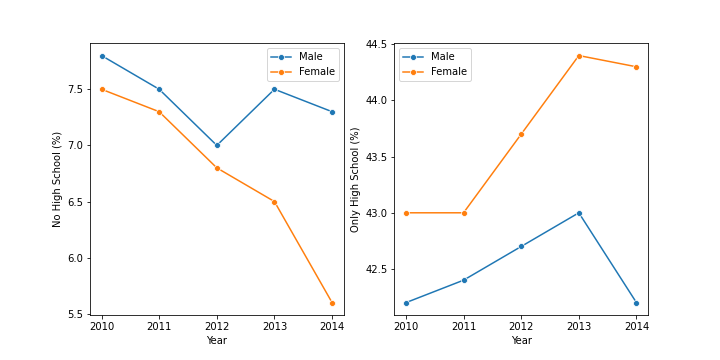 Male
Female
7.5
7.0
6.5
6.0
5.5
No High School (%)
2010 2011 2012 2013 2014
Year
Male
Female
44.5
44.0
43.5
43.0
42.5
Only High School (%)
2010 2011 2012 2013 2014
Year